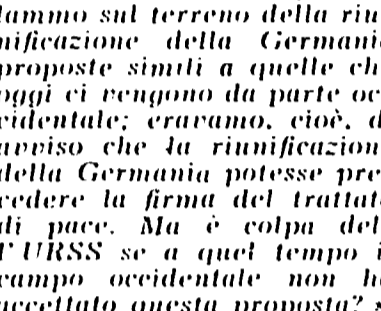 lammo sul terreno della riu
nificazione della Germani
proposte simili a quelle ch
oggi ci vengono da parte oc
cidentale; eravamo, cioè, d
avviso che la riunificazion
della Germania potesse pre
cedere la firma del trattat
di pace. Ma è colpa del
l'URSS se a quel tempo i
campo occidentale non h
accettato questa proposta?